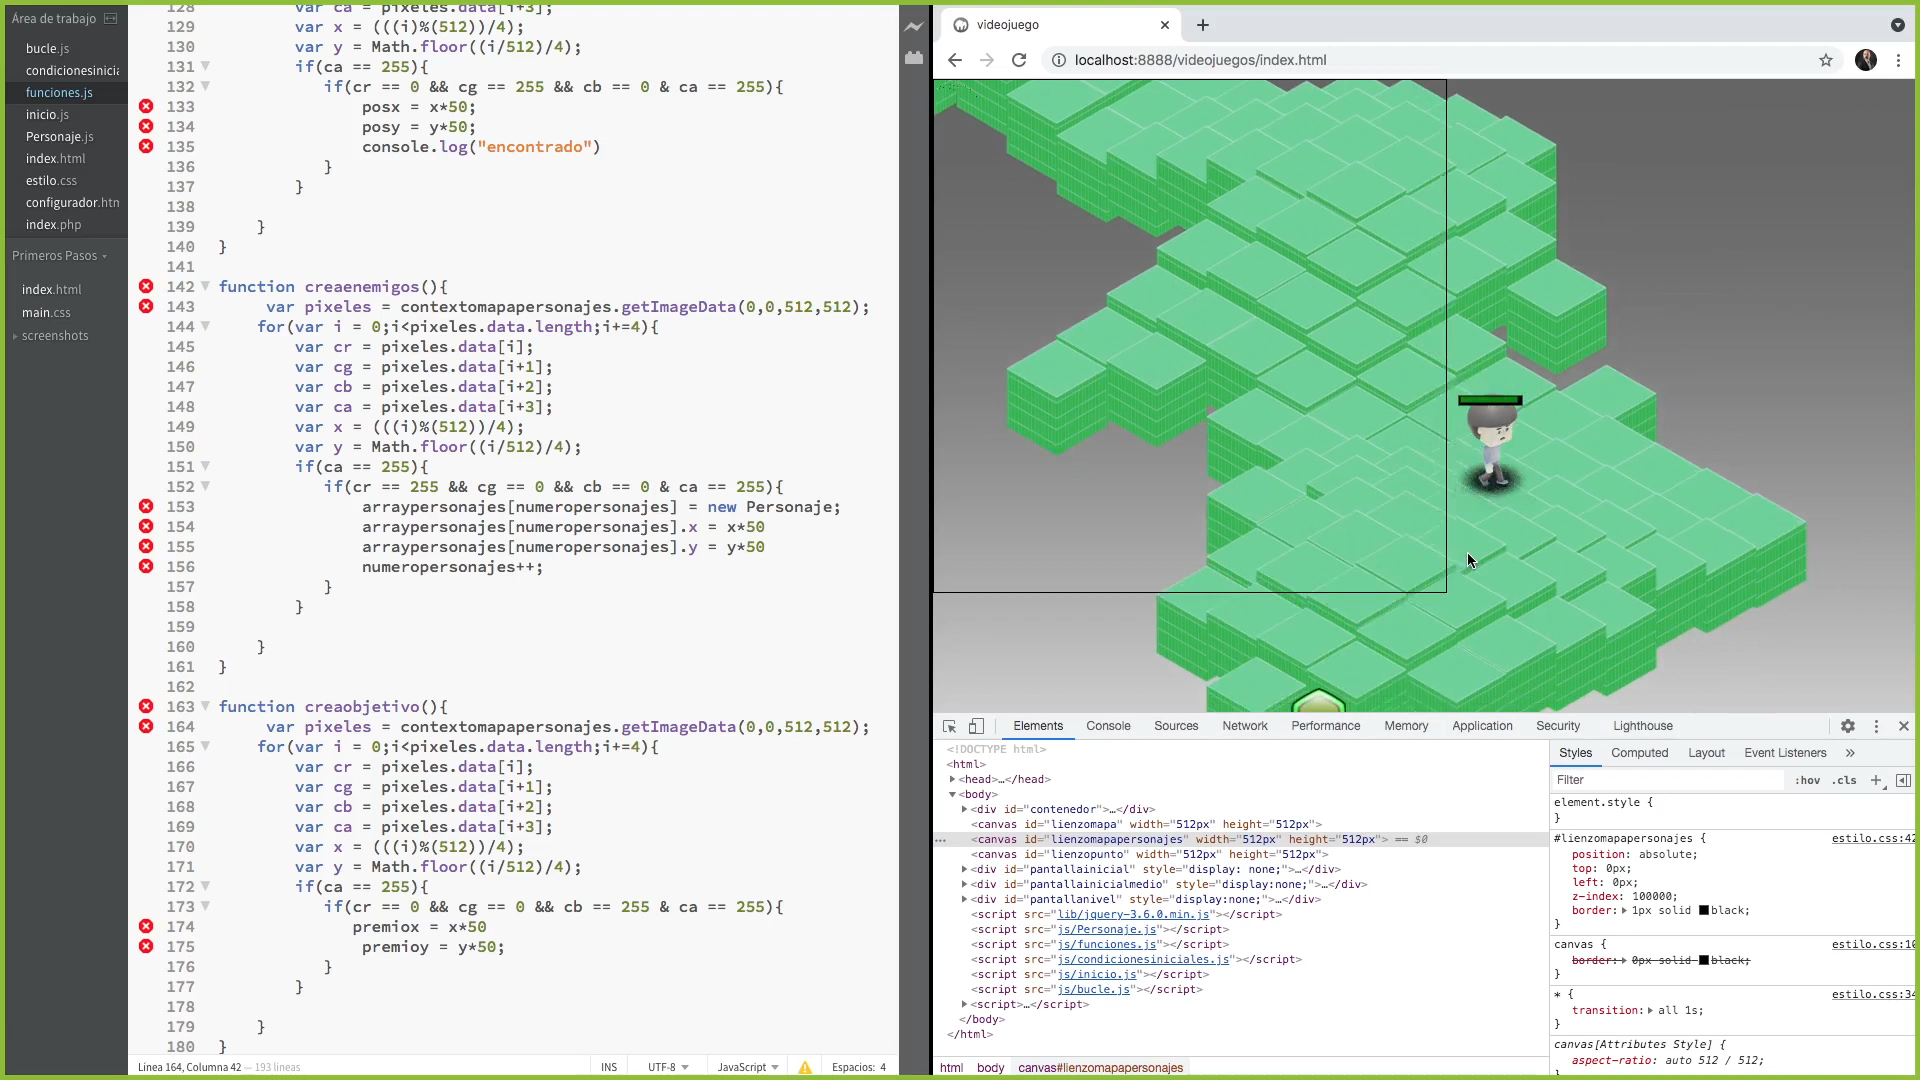 Área de trabajo
bucle.js
condicionesinicia
funciones.js
inicio.js
Personaje.js
index.html
estilo.css
configurador.htm
index.php
Primeros Pasos
index.html
main.css
screenshots
128 var ca = pixeles.data[i+3];
129 var x = (((i)%(512))/4);
130 var y = Math.floor((i/512)/4);
131 if(ca == 255){
132 if(cr == 0 && cg == 255 && cb == 0 & ca == 255){
133 posx = x*50;
134 posy = y*50;
135 console.log("encontrado")
136 }
137 }
138
139 }
140 }
141
142 function creaenemigos(){
143 var pixeles = contextomapapersonajes.getImageData(0,0,512,512);
144 for(var i = 0;i<pixeles.data.length;i+=4){
145 var cr = pixeles.data[i];
146 var cg = pixeles.data[i+1];
147 var cb = pixeles.data[i+2];
148 var ca = pixeles.data[i+3];
149 var x = (((i)%(512))/4);
150 var y = Math.floor((i/512)/4);
151 if(ca == 255){
152 if(cr == 255 && cg == 0 && cb == 0 & ca == 255){
153 arraypersonajes[numeropersonajes] = new Personaje;
154 arraypersonajes[numeropersonajes].x = x*50
155 arraypersonajes[numeropersonajes].y = y*50
156 numeropersonajes++;
157 }
158 }
159
160 }
161 }
162
163 function creaobjetivo(){
164 var pixeles = contextomapapersonajes.getImageData(0,0,512,512);
165 for(var i = 0;i<pixeles.data.length;i+=4){
166 var cr = pixeles.data[i];
167 var cg = pixeles.data[i+1];
168 var cb = pixeles.data[i+2];
169 var ca = pixeles.data[i+3];
170 var x = (((i)%(512))/4);
171 var y = Math.floor((i/512)/4);
172 if(ca == 255){
173 if(cr == 0 && cg == 0 && cb == 255 & ca == 255){
174 premiox = x*50
175 premioy = y*50;
176 }
177 }
178
179 }
180 }
Línea 164, Columna 42 — 193 líneas
INS UTF-8 JavaScript Espacios: 4
videojuego
localhost:8888/videojuegos/index.html
Elements Console Sources Network Performance Memory Application Security Lighthouse
<!DOCTYPE html>
<html>
<head>…</head>
<body>
<div id="contenedor">…</div>
<canvas id="lienzomapa" width="512px" height="512px">
<canvas id="lienzomapapersonajes" width="512px" height="512px"> == $0
<canvas id="lienzopunto" width="512px" height="512px">
<div id="pantallainicial" style="display: none;">…</div>
<div id="pantallainicialmedio" style="display:none;">…</div>
<div id="pantallanivel" style="display:none;">…</div>
<script src="lib/jquery-3.6.0.min.js"></script>
<script src="js/Personaje.js"></script>
<script src="js/funciones.js"></script>
<script src="js/condicionesiniciales.js"></script>
<script src="js/inicio.js"></script>
<script src="js/bucle.js"></script>
<script>…</script>
</body>
</html>
html body canvas#lienzomapapersonajes
Styles Computed Layout Event Listeners
Filter :hov .cls
element.style {
}
#lienzomapapersonajes { estilo.css:42
position: absolute;
top: 0px;
left: 0px;
z-index: 100000;
border: 1px solid black;
}
canvas { estilo.css:10
border: 0px solid black;
}
* { estilo.css:34
transition: all 1s;
}
canvas[Attributes Style] {
aspect-ratio: auto 512 / 512;
}